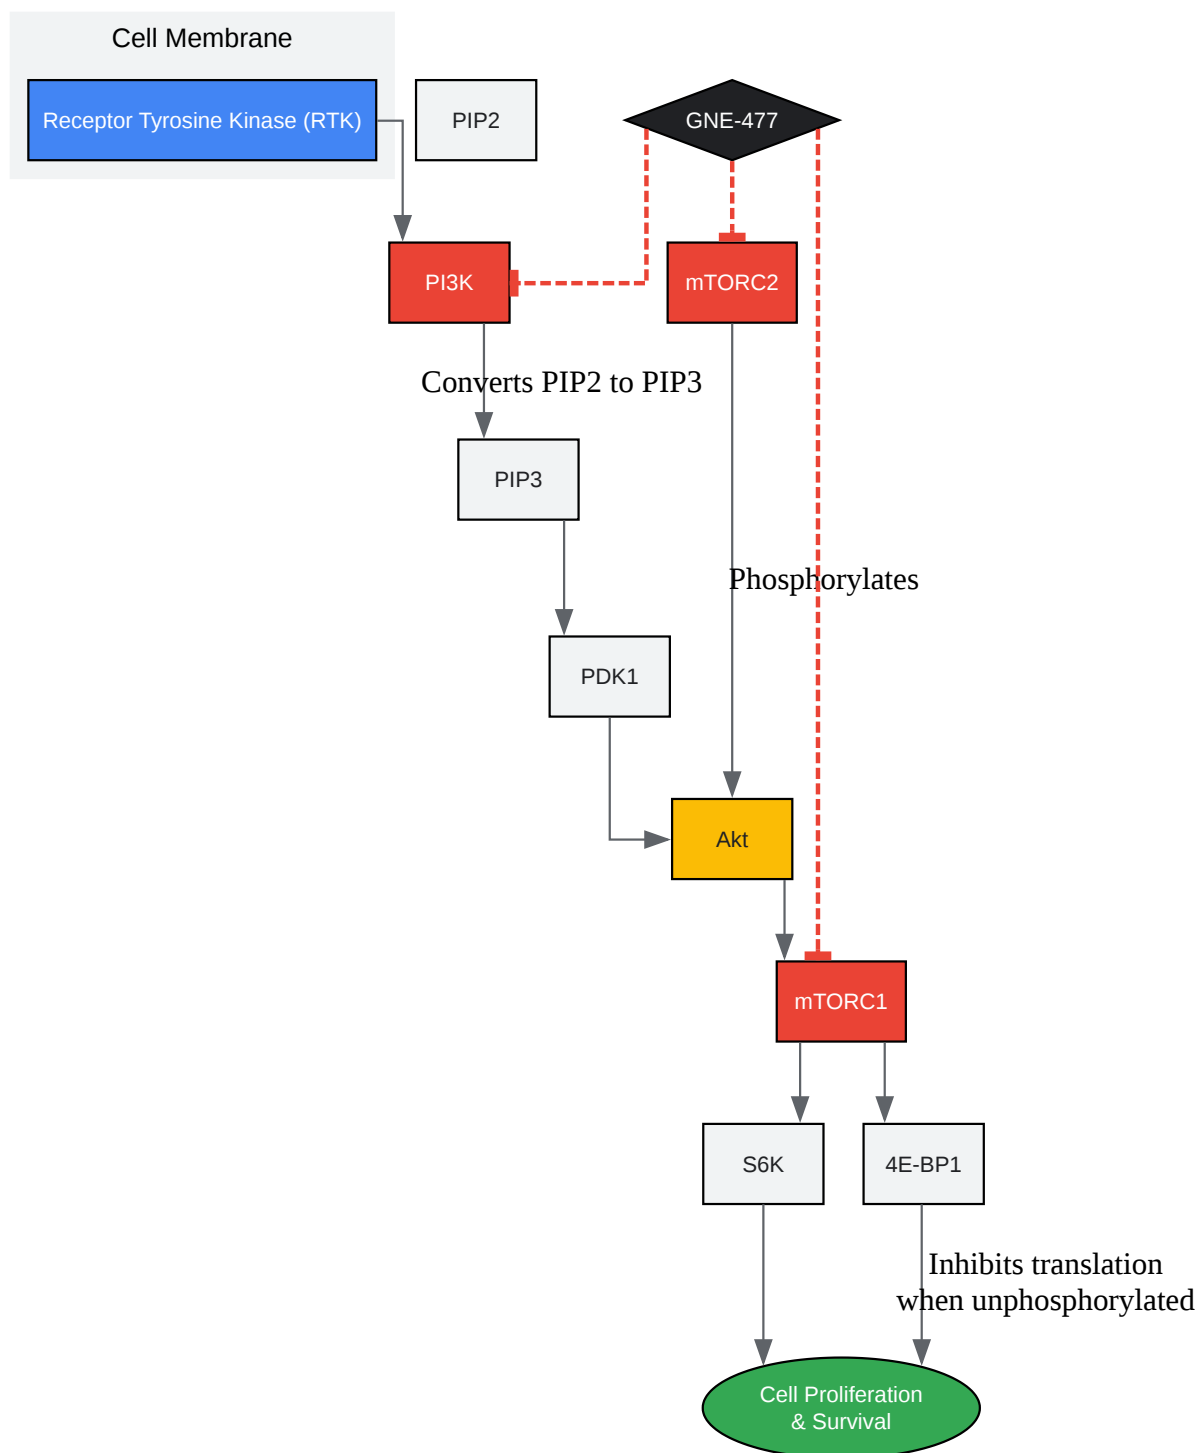 Cell Membrane
Receptor Tyrosine Kinase (RTK)
PIP2
GNE-477
PI3K
mTORC2
Converts PIP2 to PIP3
PIP3
Phosphorylates
PDK1
Akt
mTORC1
S6K
4E-BP1
Inhibits translation
when unphosphorylated
Cell Proliferation
& Survival